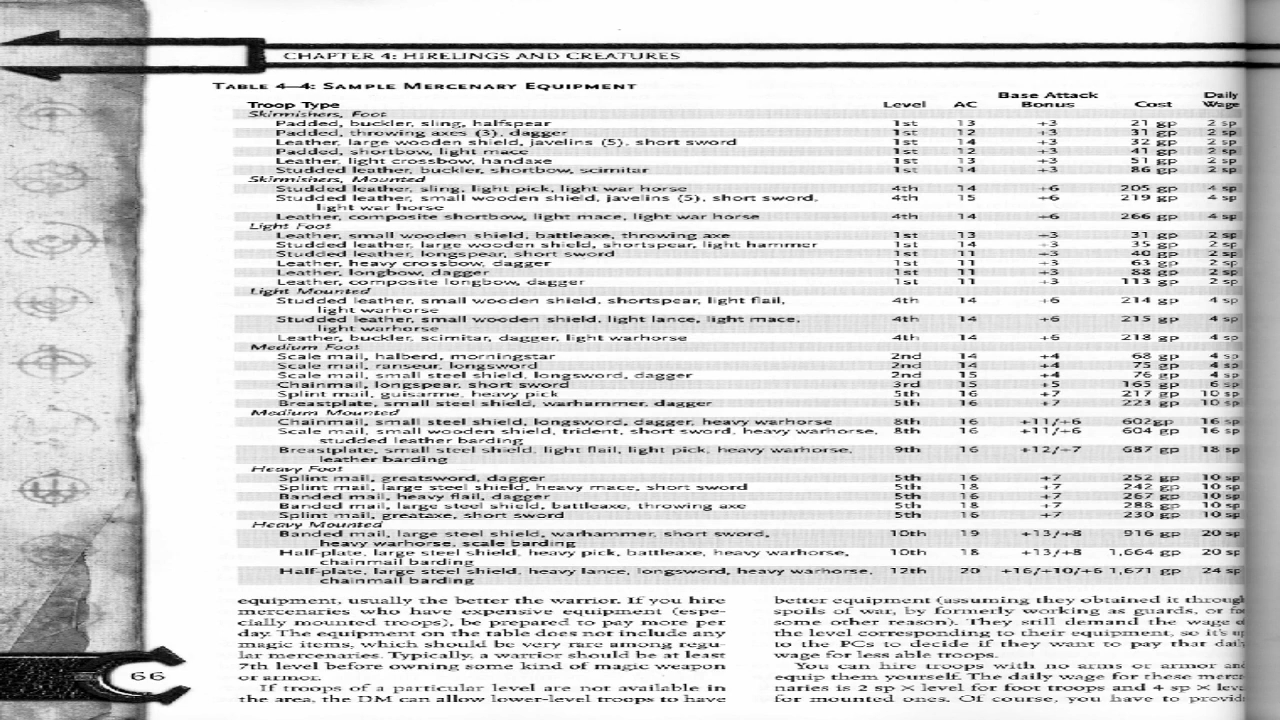 CHAPTER 4: HIRELINGS AND CREATURES
TABLE 4—4: SAMPLE MERCENARY EQUIPMENT
Troop Type Level AC Base Attack Bonus Cost Daily Wage
Skirmishers, Foot
Padded, buckler, sling, halfspear 1st 13 +3 21 gp 2 sp
Padded, throwing axes (3), dagger 1st 12 +3 31 gp 2 sp
Leather, large wooden shield, javelins (5), short sword 1st 14 +3 32 gp 2 sp
Padded, shortbow, light mace 1st 12 +3 41 gp 2 sp
Leather, light crossbow, handaxe 1st 13 +3 51 gp 2 sp
Studded leather, buckler, shortbow, scimitar 1st 14 +3 86 gp 2 sp
Skirmishers, Mounted
Studded leather, sling, light pick, light war horse 4th 14 +6 205 gp 4 sp
Studded leather, small wooden shield, javelins (5), short sword, 4th 15 +6 219 gp 4 sp
light war horse
Leather, composite shortbow, light mace, light war horse 4th 14 +6 266 gp 4 sp
Light Foot
Leather, small wooden shield, battleaxe, throwing axe 1st 13 +3 31 gp 2 sp
Studded leather, large wooden shield, shortspear, light hammer 1st 14 +3 35 gp 2 sp
Studded leather, longspear, short sword 1st 13 +3 40 gp 2 sp
Leather, heavy crossbow, dagger 1st 11 +3 63 gp 2 sp
Leather, longbow, dagger 1st 11 +3 88 gp 2 sp
Leather, composite longbow, dagger 1st 11 +3 113 gp 2 sp
Light Mounted
Studded leather, small wooden shield, shortspear, light flail, 4th 14 +6 214 gp 4 sp
light warhorse
Studded leather, small wooden shield, light lance, light mace, 4th 14 +6 215 gp 4 sp
light warhorse
Leather, buckler, scimitar, dagger, light warhorse 4th 14 +6 218 gp 4 sp
Medium Foot
Scale mail, halberd, morningstar 2nd 14 +4 68 gp 4 sp
Scale mail, ranseur, longsword 2nd 14 +4 75 gp 4 sp
Scale mail, small steel shield, longsword, dagger 2nd 15 +4 76 gp 4 sp
Chainmail, longspear, short sword 3rd 15 +5 165 gp 6 sp
Splint mail, guisarme, heavy pick 5th 16 +7 217 gp 10 sp
Breastplate, small steel shield, warhammer, dagger 5th 16 +7 223 gp 10 sp
Medium Mounted
Chainmail, small steel shield, longsword, dagger, heavy warhorse 8th 16 +11/+6 602gp 16 sp
Scale mail, small wooden shield, trident, short sword, heavy warhorse, 8th 16 +11/+6 604 gp 16 sp
studded leather barding
Breastplate, small steel shield, light flail, light pick, heavy warhorse, 9th 16 +12/+7 687 gp 18 sp
leather barding
Heavy Foot
Splint mail, greatsword, dagger 5th 16 +7 252 gp 10 sp
Splint mail, large steel shield, heavy mace, short sword 5th 18 +7 242 gp 10 sp
Banded mail, heavy flail, dagger 5th 16 +7 267 gp 10 sp
Banded mail, large steel shield, battleaxe, throwing axe 5th 18 +7 288 gp 10 sp
Splint mail, greataxe, short sword 5th 16 +7 230 gp 10 sp
Heavy Mounted
Banded mail, large steel shield, warhammer, short sword, 10th 19 +13/+8 916 gp 20 sp
heavy warhorse, scale barding
Half-plate, large steel shield, heavy pick, battleaxe, heavy warhorse, 10th 18 +13/+8 1,664 gp 20 sp
chainmail barding
Half-plate, large steel shield, heavy lance, longsword, heavy warhorse, 12th 20 +16/+10/+6 1,671 gp 24 sp
chainmail barding
equipment, usually the better the warrior. If you hire
mercenaries who have expensive equipment (espe-
cially mounted troops), be prepared to pay more per
day. The equipment on the table does not include any
magic items, which should be very rare among regu-
lar mercenaries. Typically, a warrior should be at least
7th level before owning some kind of magic weapon
or armor.
If troops of a particular level are not available in
the area, the DM can allow lower-level troops to have
better equipment (assuming they obtained it through
spoils of war, by formerly working as guards, or for
some other reason). They still demand the wage
the level corresponding to their equipment, so it's up
to the PCs to decide if they want to pay that daily
wage for less able troops.
You can hire troops with no arms or armor and
equip them yourself. The daily wage for these merce-
naries is 2 sp × level for foot troops and 4 sp × level
for mounted ones. Of course, you have to provide
66